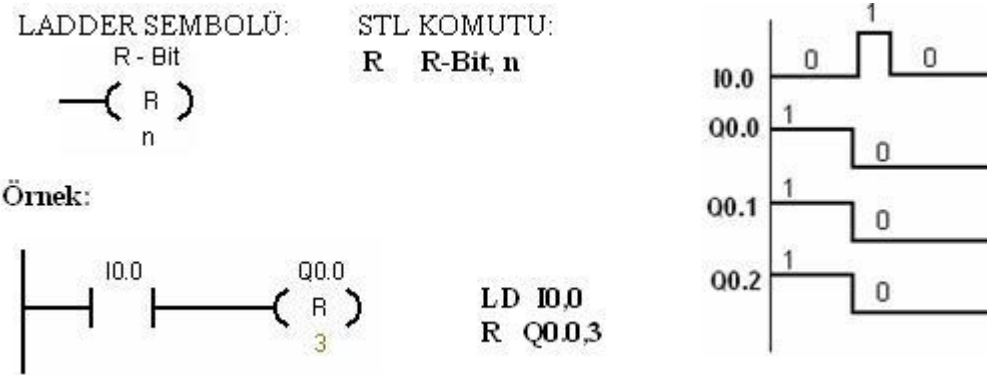 LADDER SEMBOLÜ:
R - Bit
R
n
STL KOMUTU:
R R-Bit, n
Örnek:
I0.0
Q0.0
R
3
LD I0,0
R Q0.0,3
1
0
0
I0.0
1
Q0.0
0
1
Q0.1
0
1
Q0.2
0